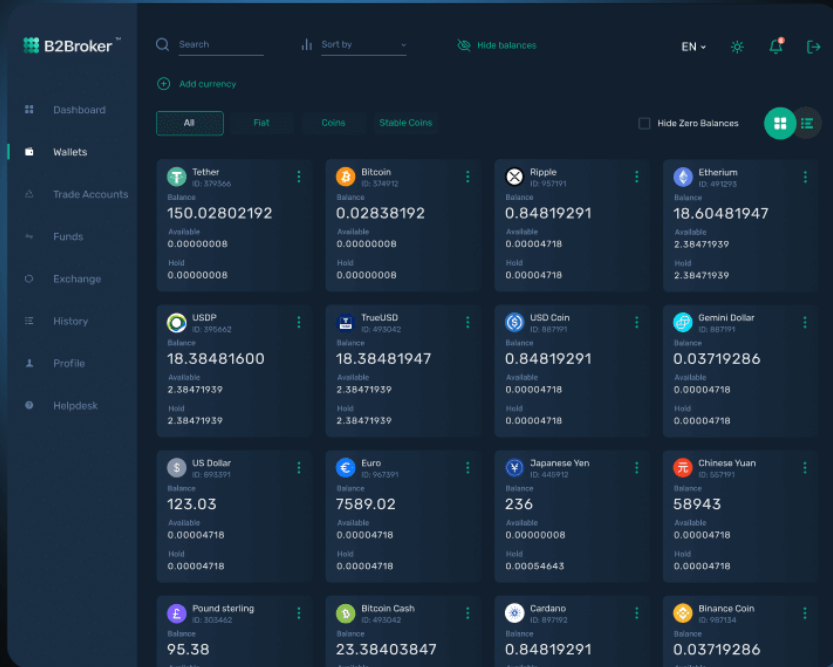 B2Broker™
Search
Sort by
Hide balances
EN
Add currency
All
Fiat
Coins
Stable Coins
Hide Zero Balances
Dashboard
Wallets
Trade Accounts
Funds
Exchange
History
Profile
Helpdesk
Tether
ID: 379366
Balance
150.02802192
Available
0.00000008
Hold
0.00000008
Bitcoin
ID: 374912
Balance
0.02838192
Available
0.00000008
Hold
0.00000008
Ripple
ID: 957191
Balance
0.84819291
Available
0.00004718
Hold
0.00004718
Etherium
ID: 491293
Balance
18.60481947
Available
2.38471939
Hold
2.38471939
USDP
ID: 395662
Balance
18.38481600
Available
2.38471939
Hold
2.38471939
TrueUSD
ID: 493042
Balance
18.38481947
Available
2.38471939
Hold
2.38471939
USD Coin
ID: 887191
Balance
0.84819291
Available
0.00004718
Hold
0.00004718
Gemini Dollar
ID: 887191
Balance
0.03719286
Available
0.00004718
Hold
0.00004718
US Dollar
ID: 893391
Balance
123.03
Available
0.00004718
Hold
0.00004718
Euro
ID: 967391
Balance
7589.02
Available
0.00004718
Hold
0.00004718
Japanese Yen
ID: 440912
Balance
236
Available
0.00000008
Hold
0.00054643
Chinese Yuan
元
ID: 557191
Balance
58943
Available
0.00004718
Hold
0.00004718
Pound sterling
ID: 303462
Balance
95.38
Bitcoin Cash
ID: 493042
Balance
23.38403847
Cardano
ID: 897192
Balance
0.84819291
Binance Coin
ID: 987134
Balance
0.03719286